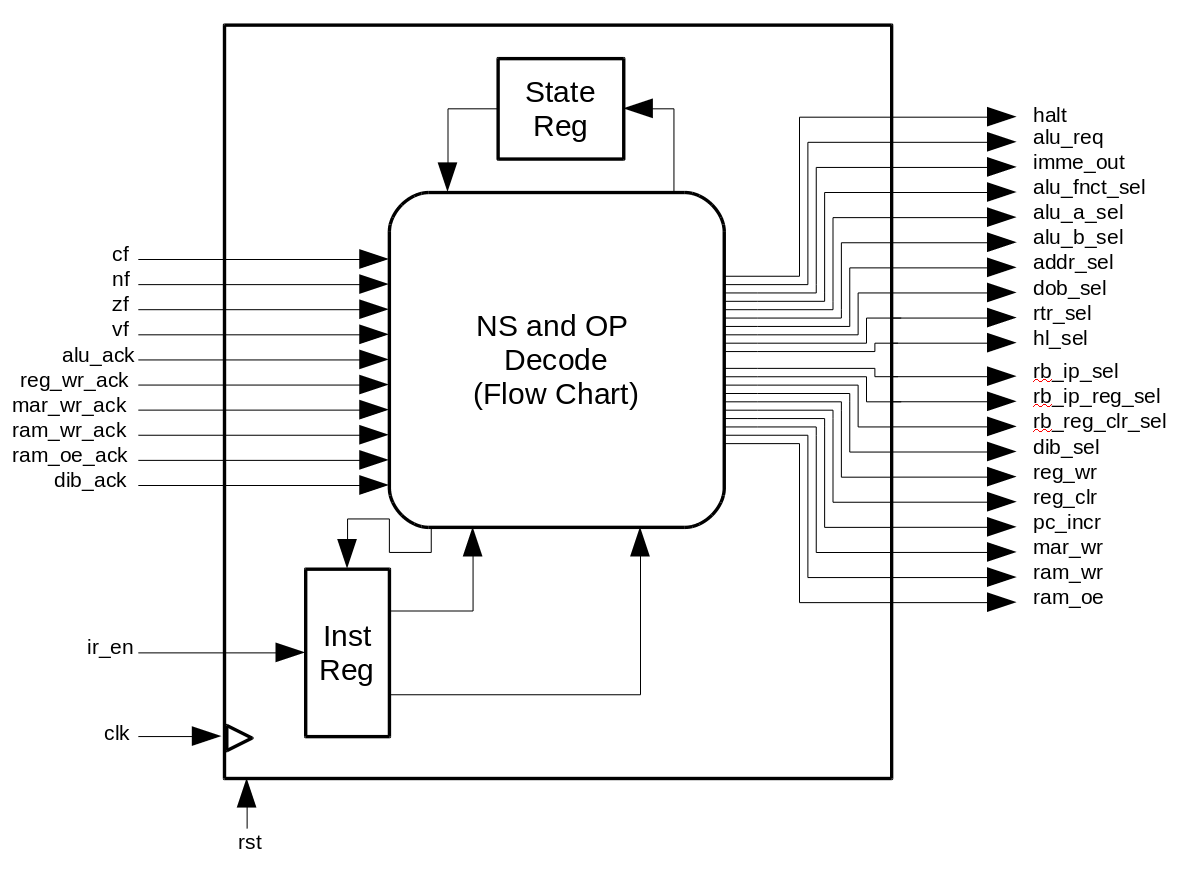 State
Reg
NS and OP
Decode
(Flow Chart)
Inst
Reg
cf
nf
zf
vf
alu_ack
reg_wr_ack
mar_wr_ack
ram_wr_ack
ram_oe_ack
dib_ack
ir_en
clk
rst
halt
alu_req
imme_out
alu_fnct_sel
alu_a_sel
alu_b_sel
addr_sel
dob_sel
rtr_sel
hl_sel
rb_ip_sel
rb_ip_reg_sel
rb_reg_clr_sel
dib_sel
reg_wr
reg_clr
pc_incr
mar_wr
ram_wr
ram_oe